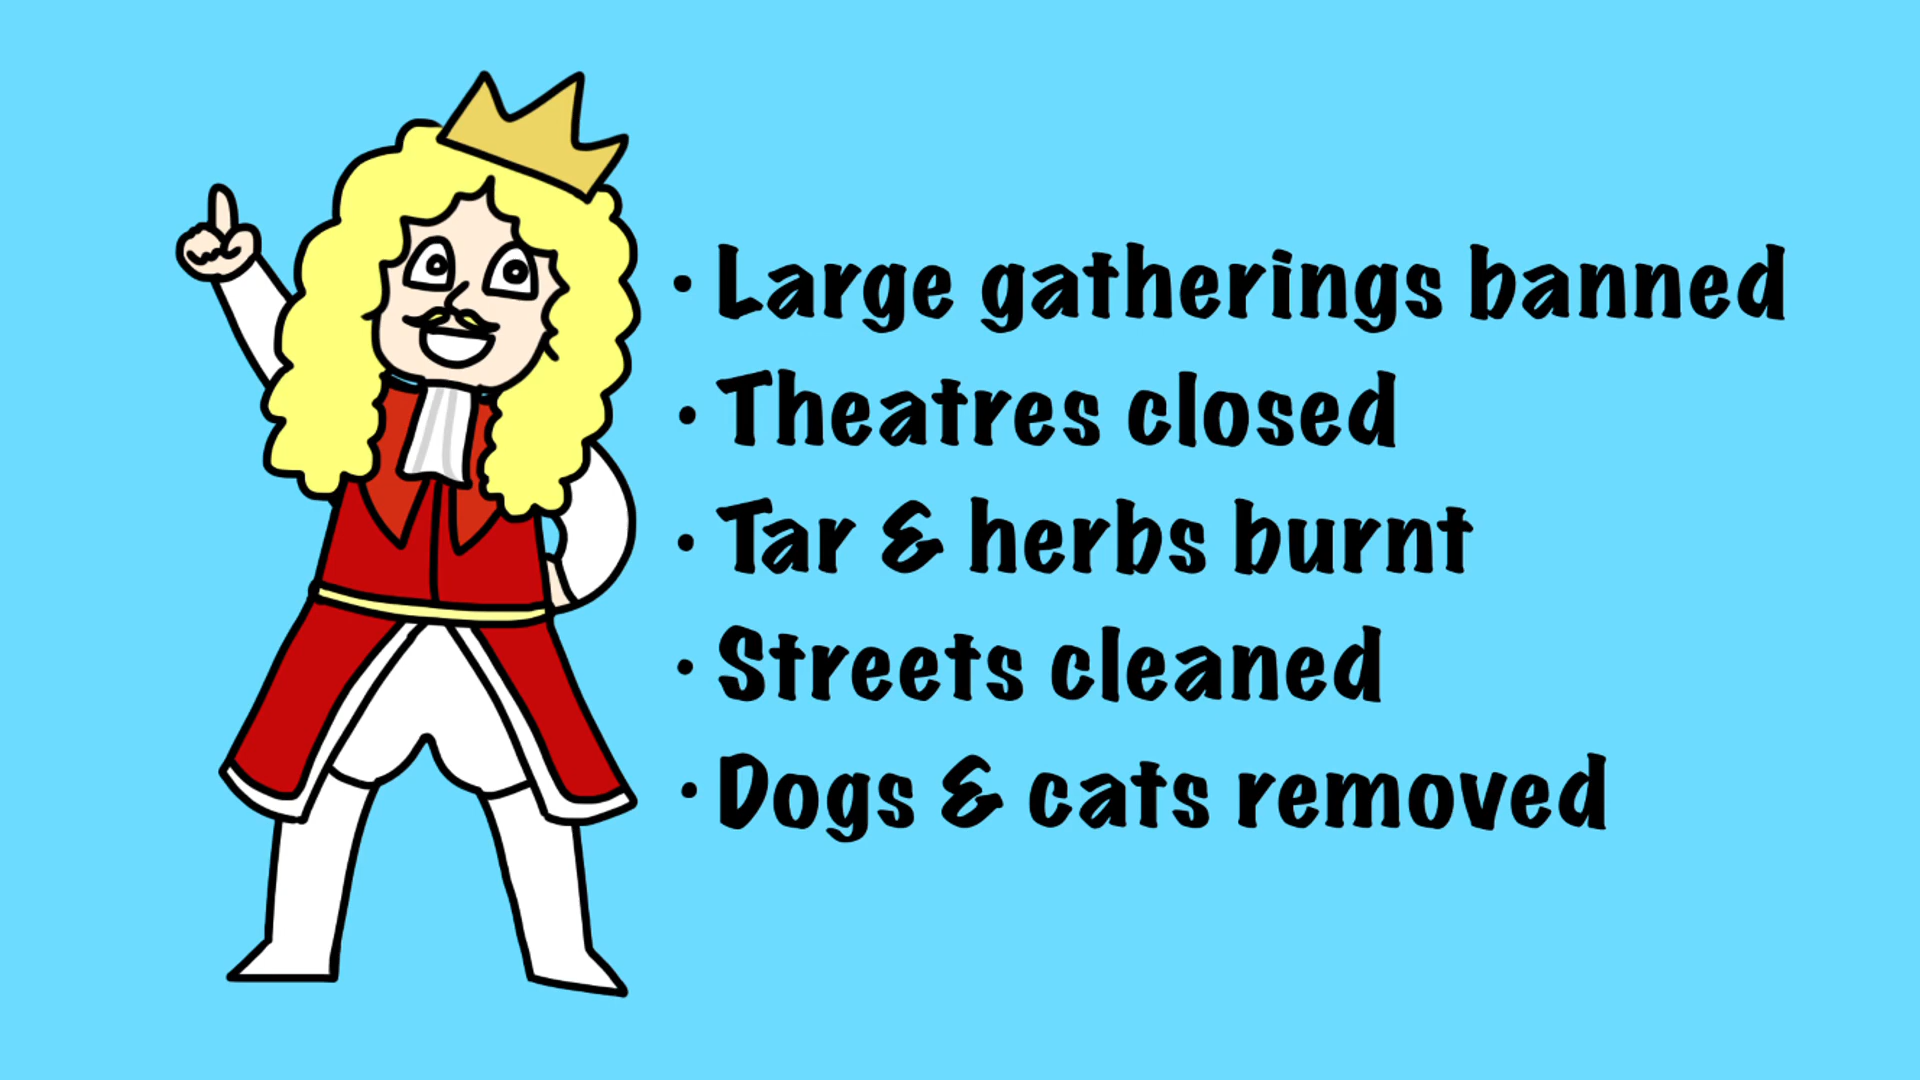 · Large gatherings banned
· Theatres closed
· Tar & herbs burnt
· Streets cleaned
· Dogs & cats removed